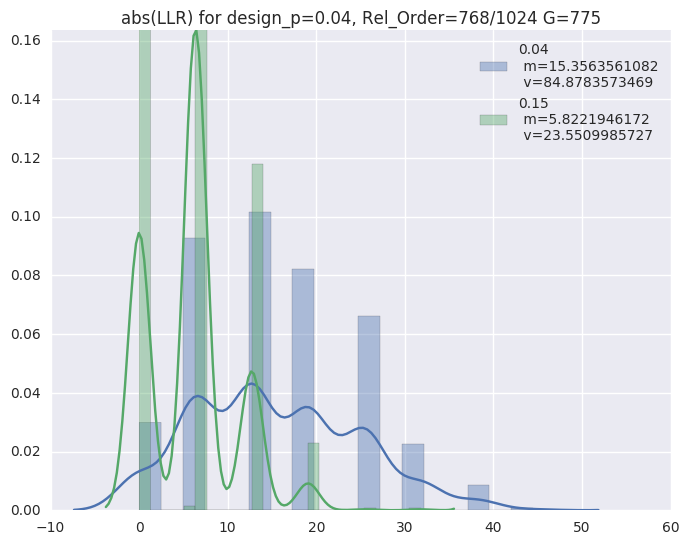 abs(LLR) for design_p=0.04, Rel_Order=768/1024 G=775
0.04
m=15.3563561082
v=84.8783573469
0.15
m=5.8221946172
v=23.5509985727
0.16
0.14
0.12
0.10
0.08
0.06
0.04
0.02
0.00
−10 0 10 20 30 40 50 60